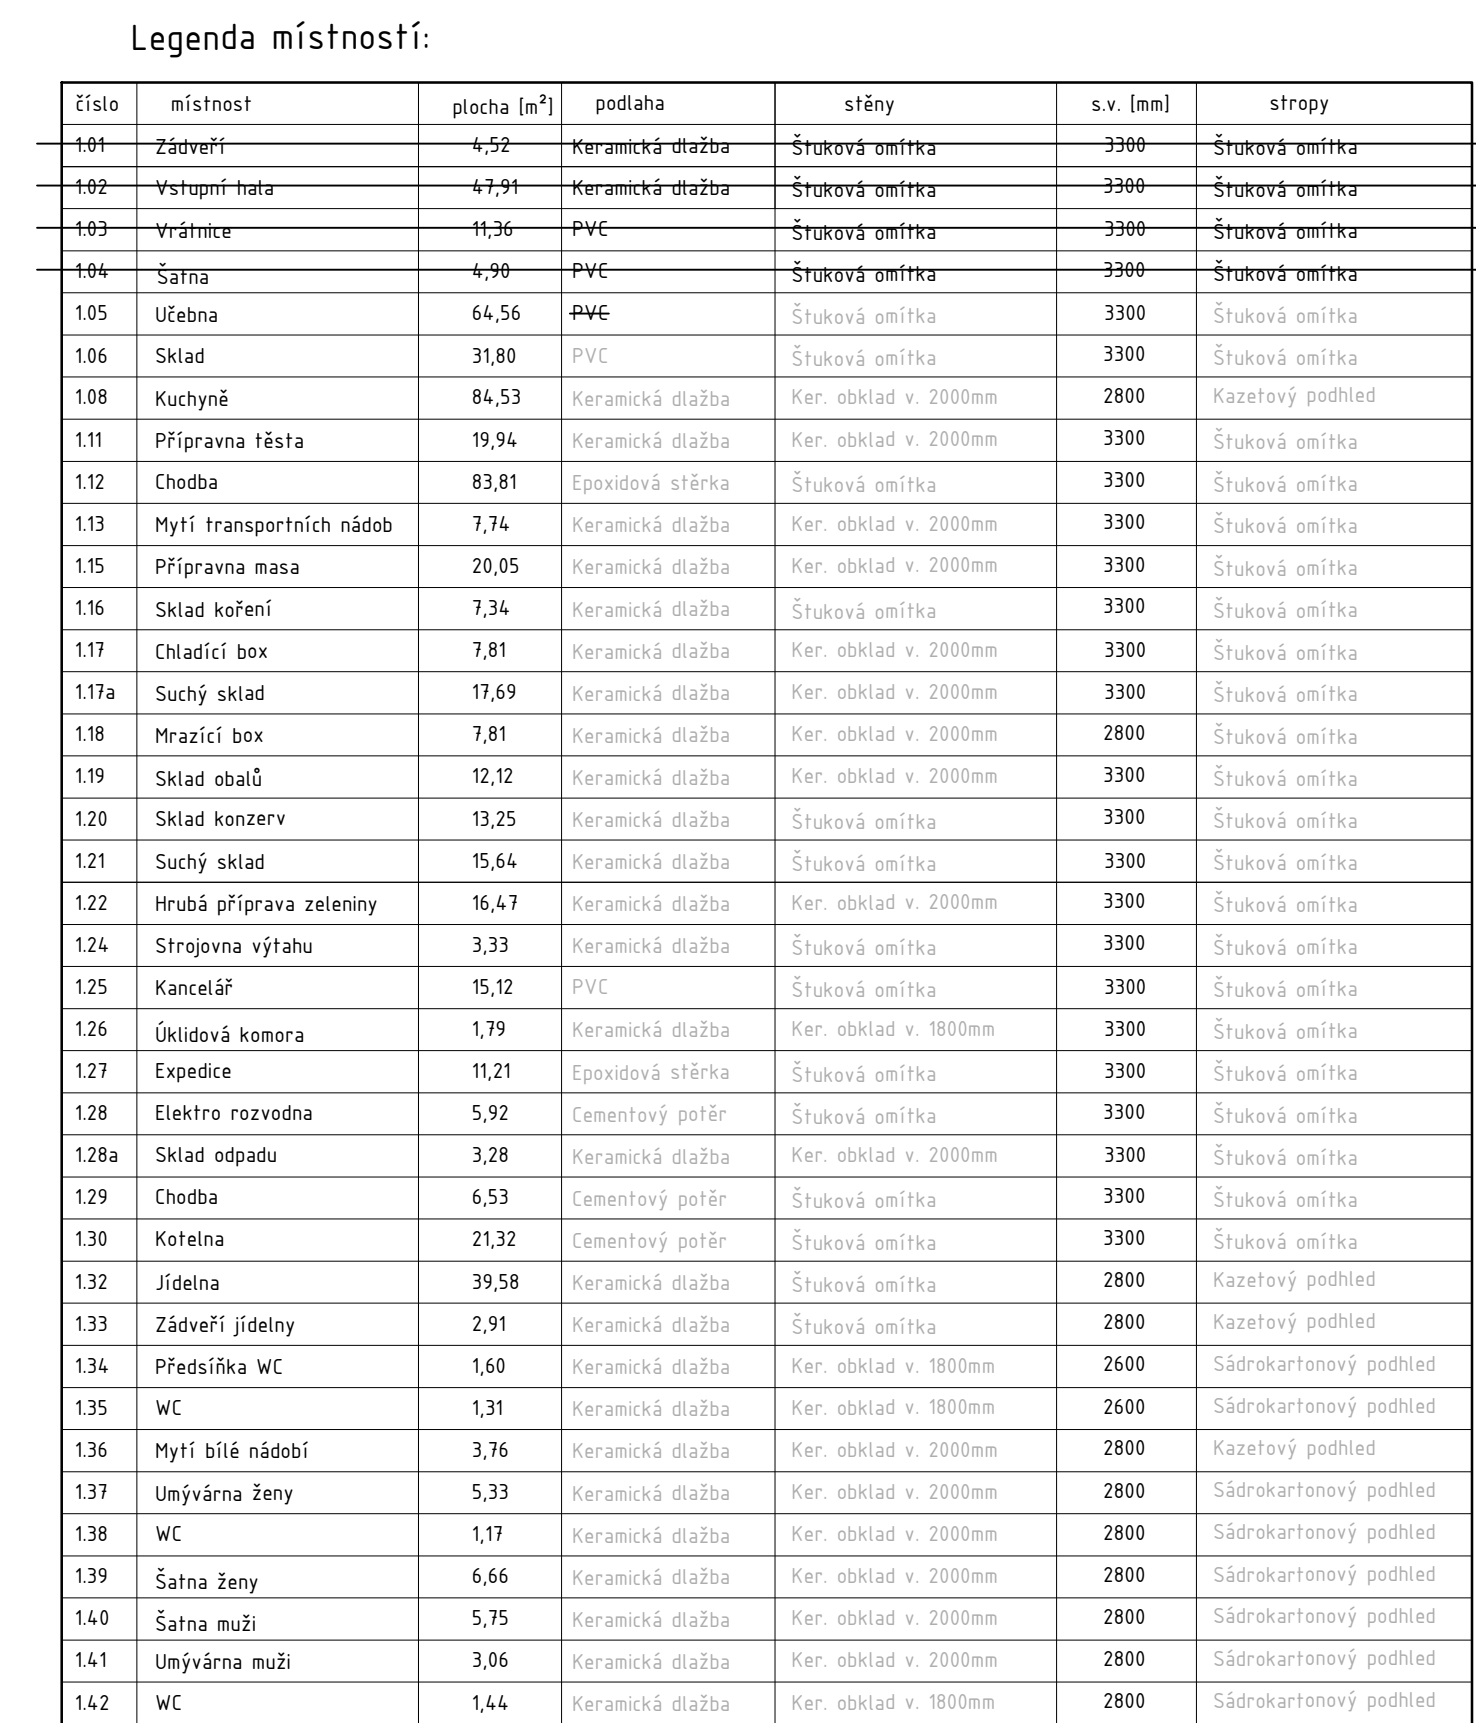 Legenda místností:
číslo místnost plocha [m²] podlaha stěny s.v. [mm] stropy
1.01 Zádveří 4,52 Keramická dlažba Štuková omítka 3300 Štuková omítka
1.02 Vstupní hala 47,91 Keramická dlažba Štuková omítka 3300 Štuková omítka
1.03 Vrátnice 11,36 PVC Štuková omítka 3300 Štuková omítka
1.04 Šatna 4,90 PVC Štuková omítka 3300 Štuková omítka
1.05 Učebna 64,56 PVC Štuková omítka 3300 Štuková omítka
1.06 Sklad 31,80 PVC Štuková omítka 3300 Štuková omítka
1.08 Kuchyně 84,53 Keramická dlažba Ker. obklad v. 2000mm 2800 Kazetový podhled
1.11 Přípravna těsta 19,94 Keramická dlažba Ker. obklad v. 2000mm 3300 Štuková omítka
1.12 Chodba 83,81 Epoxidová stěrka Štuková omítka 3300 Štuková omítka
1.13 Mytí transportních nádob 7,74 Keramická dlažba Ker. obklad v. 2000mm 3300 Štuková omítka
1.15 Přípravna masa 20,05 Keramická dlažba Ker. obklad v. 2000mm 3300 Štuková omítka
1.16 Sklad koření 7,34 Keramická dlažba Štuková omítka 3300 Štuková omítka
1.17 Chladící box 7,81 Keramická dlažba Ker. obklad v. 2000mm 3300 Štuková omítka
1.17a Suchý sklad 17,69 Keramická dlažba Ker. obklad v. 2000mm 3300 Štuková omítka
1.18 Mrazící box 7,81 Keramická dlažba Ker. obklad v. 2000mm 2800 Štuková omítka
1.19 Sklad obalů 12,12 Keramická dlažba Ker. obklad v. 2000mm 3300 Štuková omítka
1.20 Sklad konzerv 13,25 Keramická dlažba Štuková omítka 3300 Štuková omítka
1.21 Suchý sklad 15,64 Keramická dlažba Štuková omítka 3300 Štuková omítka
1.22 Hrubá příprava zeleniny 16,47 Keramická dlažba Ker. obklad v. 2000mm 3300 Štuková omítka
1.24 Strojovna výtahu 3,33 Keramická dlažba Štuková omítka 3300 Štuková omítka
1.25 Kancelář 15,12 PVC Štuková omítka 3300 Štuková omítka
1.26 Úklidová komora 1,79 Keramická dlažba Ker. obklad v. 1800mm 3300 Štuková omítka
1.27 Expedice 11,21 Epoxidová stěrka Štuková omítka 3300 Štuková omítka
1.28 Elektro rozvodna 5,92 Cementový potěr Štuková omítka 3300 Štuková omítka
1.28a Sklad odpadu 3,28 Keramická dlažba Ker. obklad v. 2000mm 3300 Štuková omítka
1.29 Chodba 6,53 Cementový potěr Štuková omítka 3300 Štuková omítka
1.30 Kotelna 21,32 Cementový potěr Štuková omítka 3300 Štuková omítka
1.32 Jídelna 39,58 Keramická dlažba Štuková omítka 2800 Kazetový podhled
1.33 Zádveří jídelny 2,91 Keramická dlažba Štuková omítka 2800 Kazetový podhled
1.34 Předsíňka WC 1,60 Keramická dlažba Ker. obklad v. 1800mm 2600 Sádrokartonový podhled
1.35 WC 1,31 Keramická dlažba Ker. obklad v. 1800mm 2600 Sádrokartonový podhled
1.36 Mytí bílé nádobí 3,76 Keramická dlažba Ker. obklad v. 2000mm 2800 Kazetový podhled
1.37 Umývárna ženy 5,33 Keramická dlažba Ker. obklad v. 2000mm 2800 Sádrokartonový podhled
1.38 WC 1,17 Keramická dlažba Ker. obklad v. 2000mm 2800 Sádrokartonový podhled
1.39 Šatna ženy 6,66 Keramická dlažba Ker. obklad v. 2000mm 2800 Sádrokartonový podhled
1.40 Šatna muži 5,75 Keramická dlažba Ker. obklad v. 2000mm 2800 Sádrokartonový podhled
1.41 Umývárna muži 3,06 Keramická dlažba Ker. obklad v. 2000mm 2800 Sádrokartonový podhled
1.42 WC 1,44 Keramická dlažba Ker. obklad v. 1800mm 2800 Sádrokartonový podhled